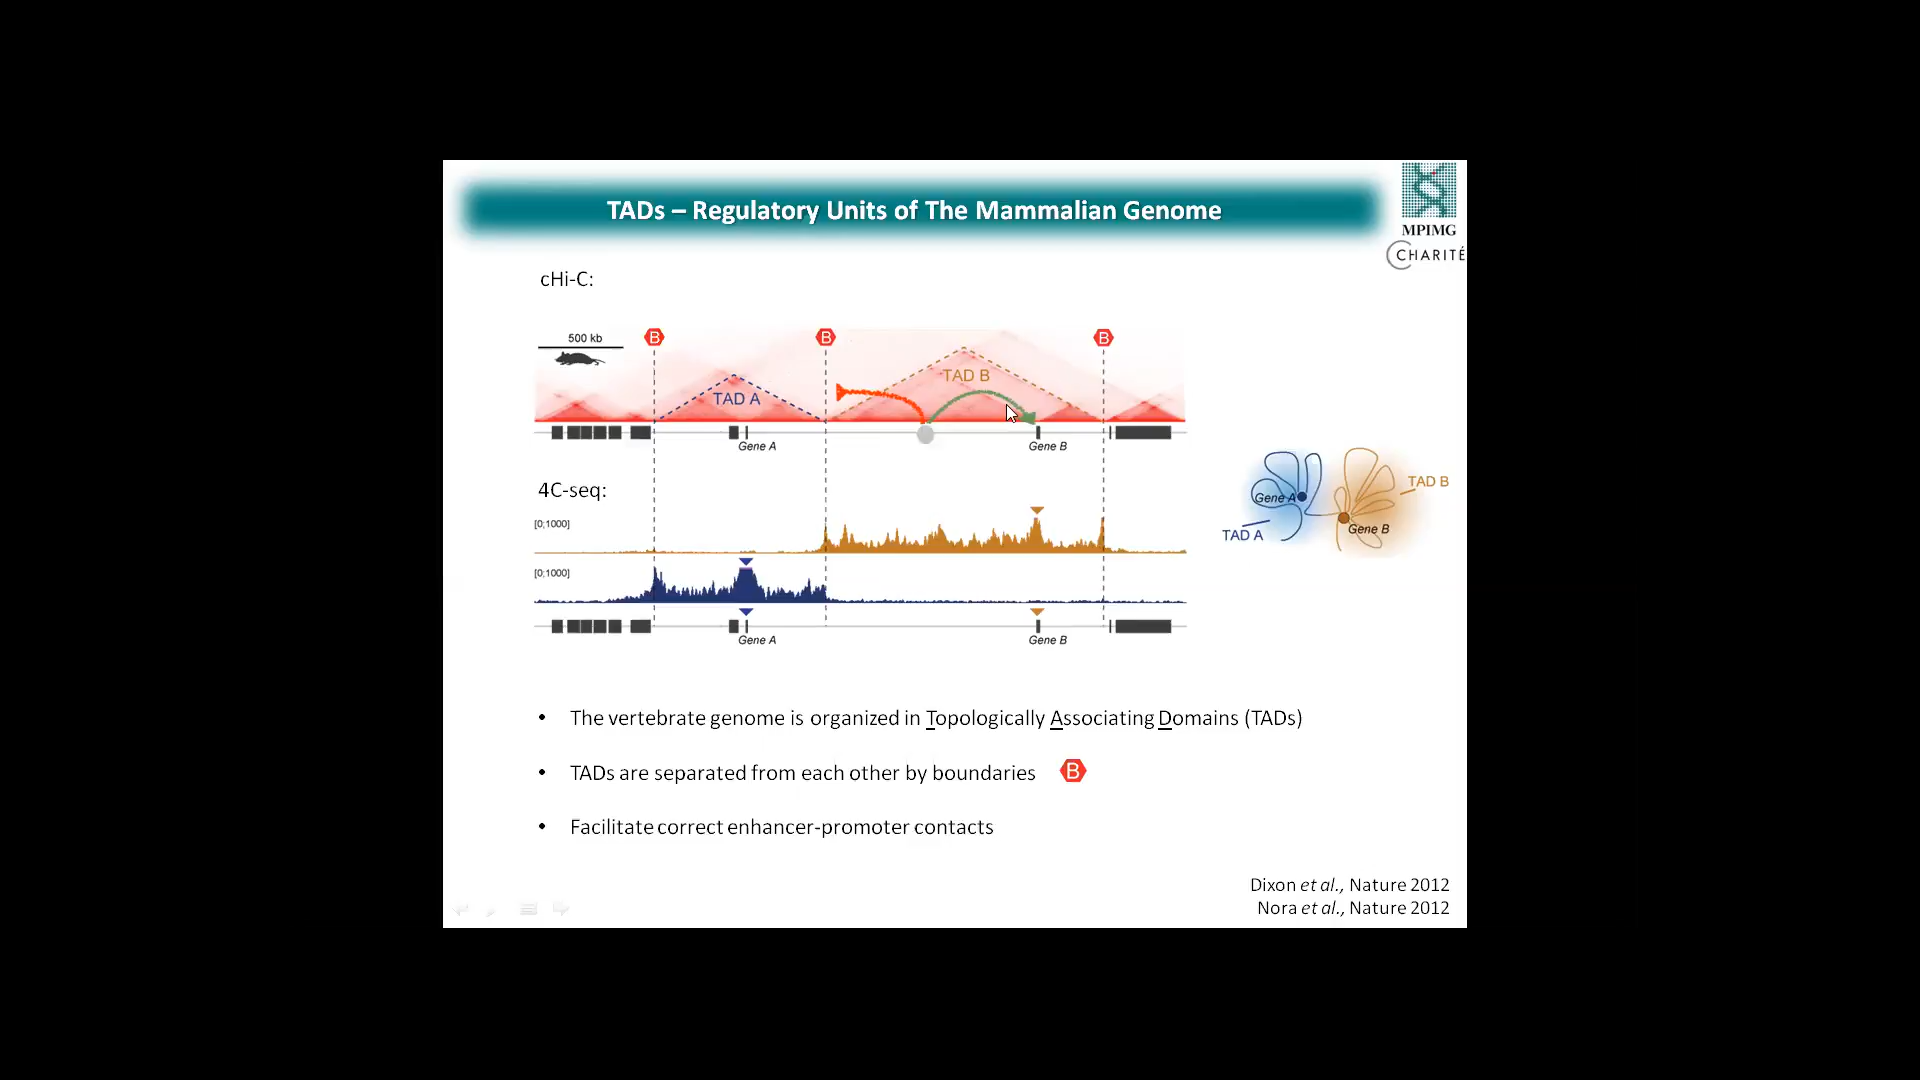 TADs – Regulatory Units of The Mammalian Genome
MPIMG
CHARITÉ
cHi-C:
500 kb
B
B
B
TAD A
TAD B
Gene A
Gene B
4C-seq:
[0;1000]
[0;1000]
Gene A
Gene B
Gene A
TAD A
TAD B
Gene B
• The vertebrate genome is organized in Topologically Associating Domains (TADs)
• TADs are separated from each other by boundaries B
• Facilitate correct enhancer-promoter contacts
Dixon et al., Nature 2012
Nora et al., Nature 2012